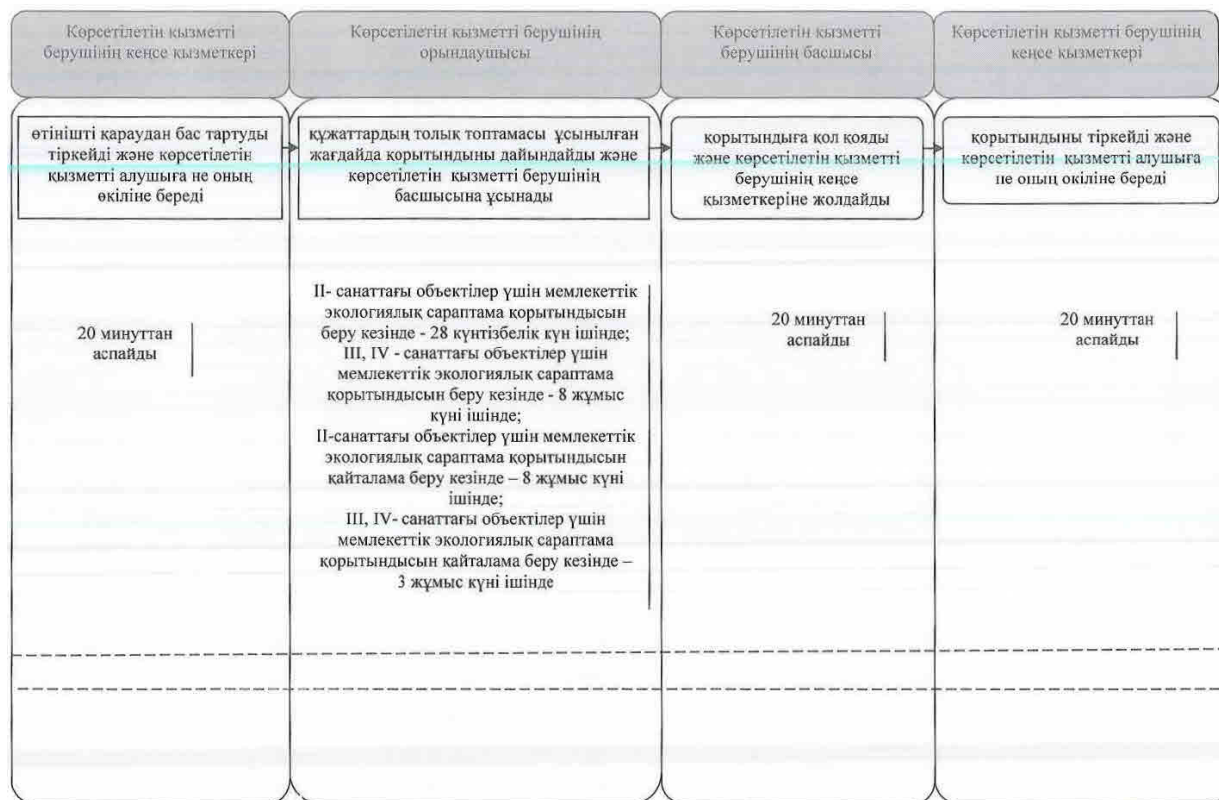 Көрсетілетін қызметті
берушінің кеңсе қызметкері
Көрсетілетін қызметті берушінің
орындаушысы
Көрсетілетін қызметті
берушінің басшысы
Көрсетілетін қызметті берушінің
кеңсе қызметкері
өтінішті қараудан бас тартуды
тіркейді және көрсетілетін
қызметті алушыға не оның
өкіліне береді
құжаттардың толық топтамасы ұсынылған
жағдайда қорытындыны дайындайды және
көрсетілетін қызметті берушінің
басшысына ұсынады
қорытындыға қол қояды
және көрсетілетін қызметті
берушінің кеңсе
қызметкеріне жолдайды
қорытындыны тіркейді және
көрсетілетін қызметті алушыға
не оның өкіліне береді
20 минуттан
аспайды
II- санаттағы объектілер үшін мемлекеттік
экологиялық сараптама қорытындысын
беру кезінде - 28 күнтізбелік күн ішінде;
III, IV - санаттағы объектілер үшін
мемлекеттік экологиялық сараптама
қорытындысын беру кезінде - 8 жұмыс
күні ішінде;
II-санаттағы объектілер үшін мемлекеттік
экологиялық сараптама қорытындысын
қайталама беру кезінде – 8 жұмыс күні
ішінде;
III, IV- санаттағы объектілер үшін
мемлекеттік экологиялық сараптама
қорытындысын қайталама беру кезінде –
3 жұмыс күні ішінде
20 минуттан
аспайды
20 минуттан
аспайды